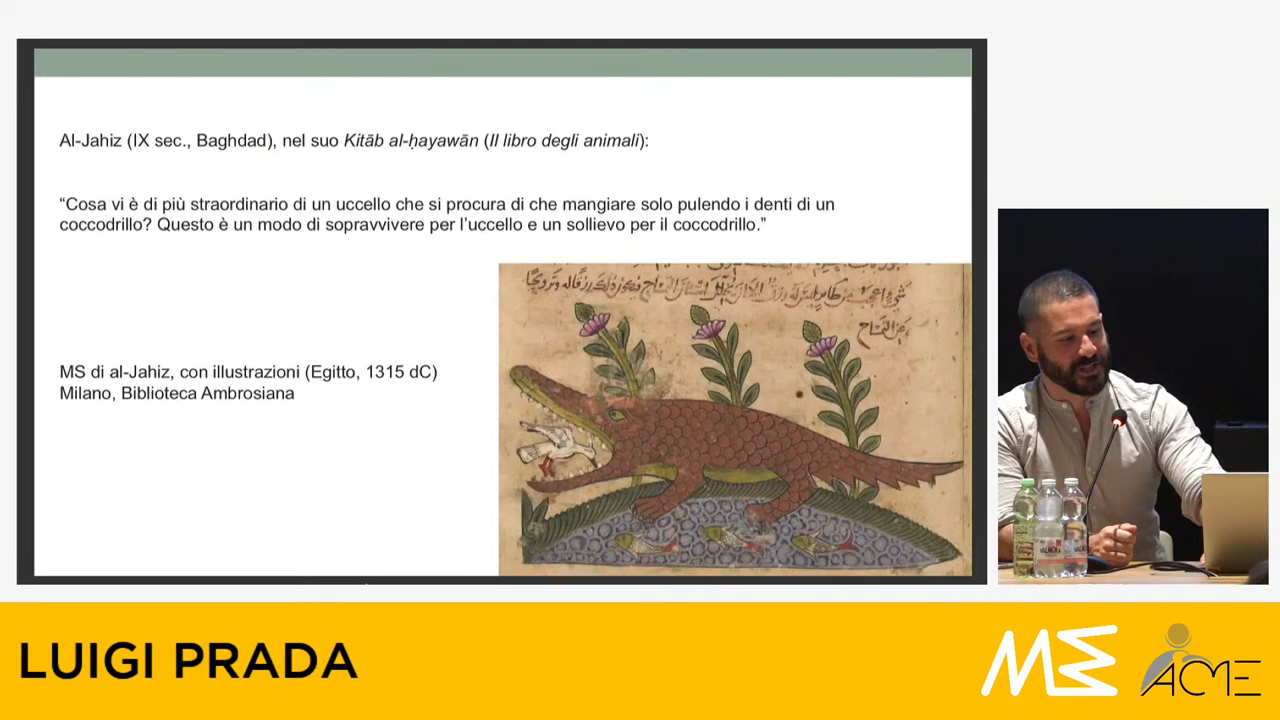 Al-Jahiz (IX sec., Baghdad), nel suo Kitāb al-ḥayawān (Il libro degli animali):
“Cosa vi è di più straordinario di un uccello che si procura di che mangiare solo pulendo i denti di un
coccodrillo? Questo è un modo di sopravvivere per l’uccello e un sollievo per il coccodrillo.”
عن التمساح
MS di al-Jahiz, con illustrazioni (Egitto, 1315 dC)
Milano, Biblioteca Ambrosiana
LUIGI PRADA
ACME